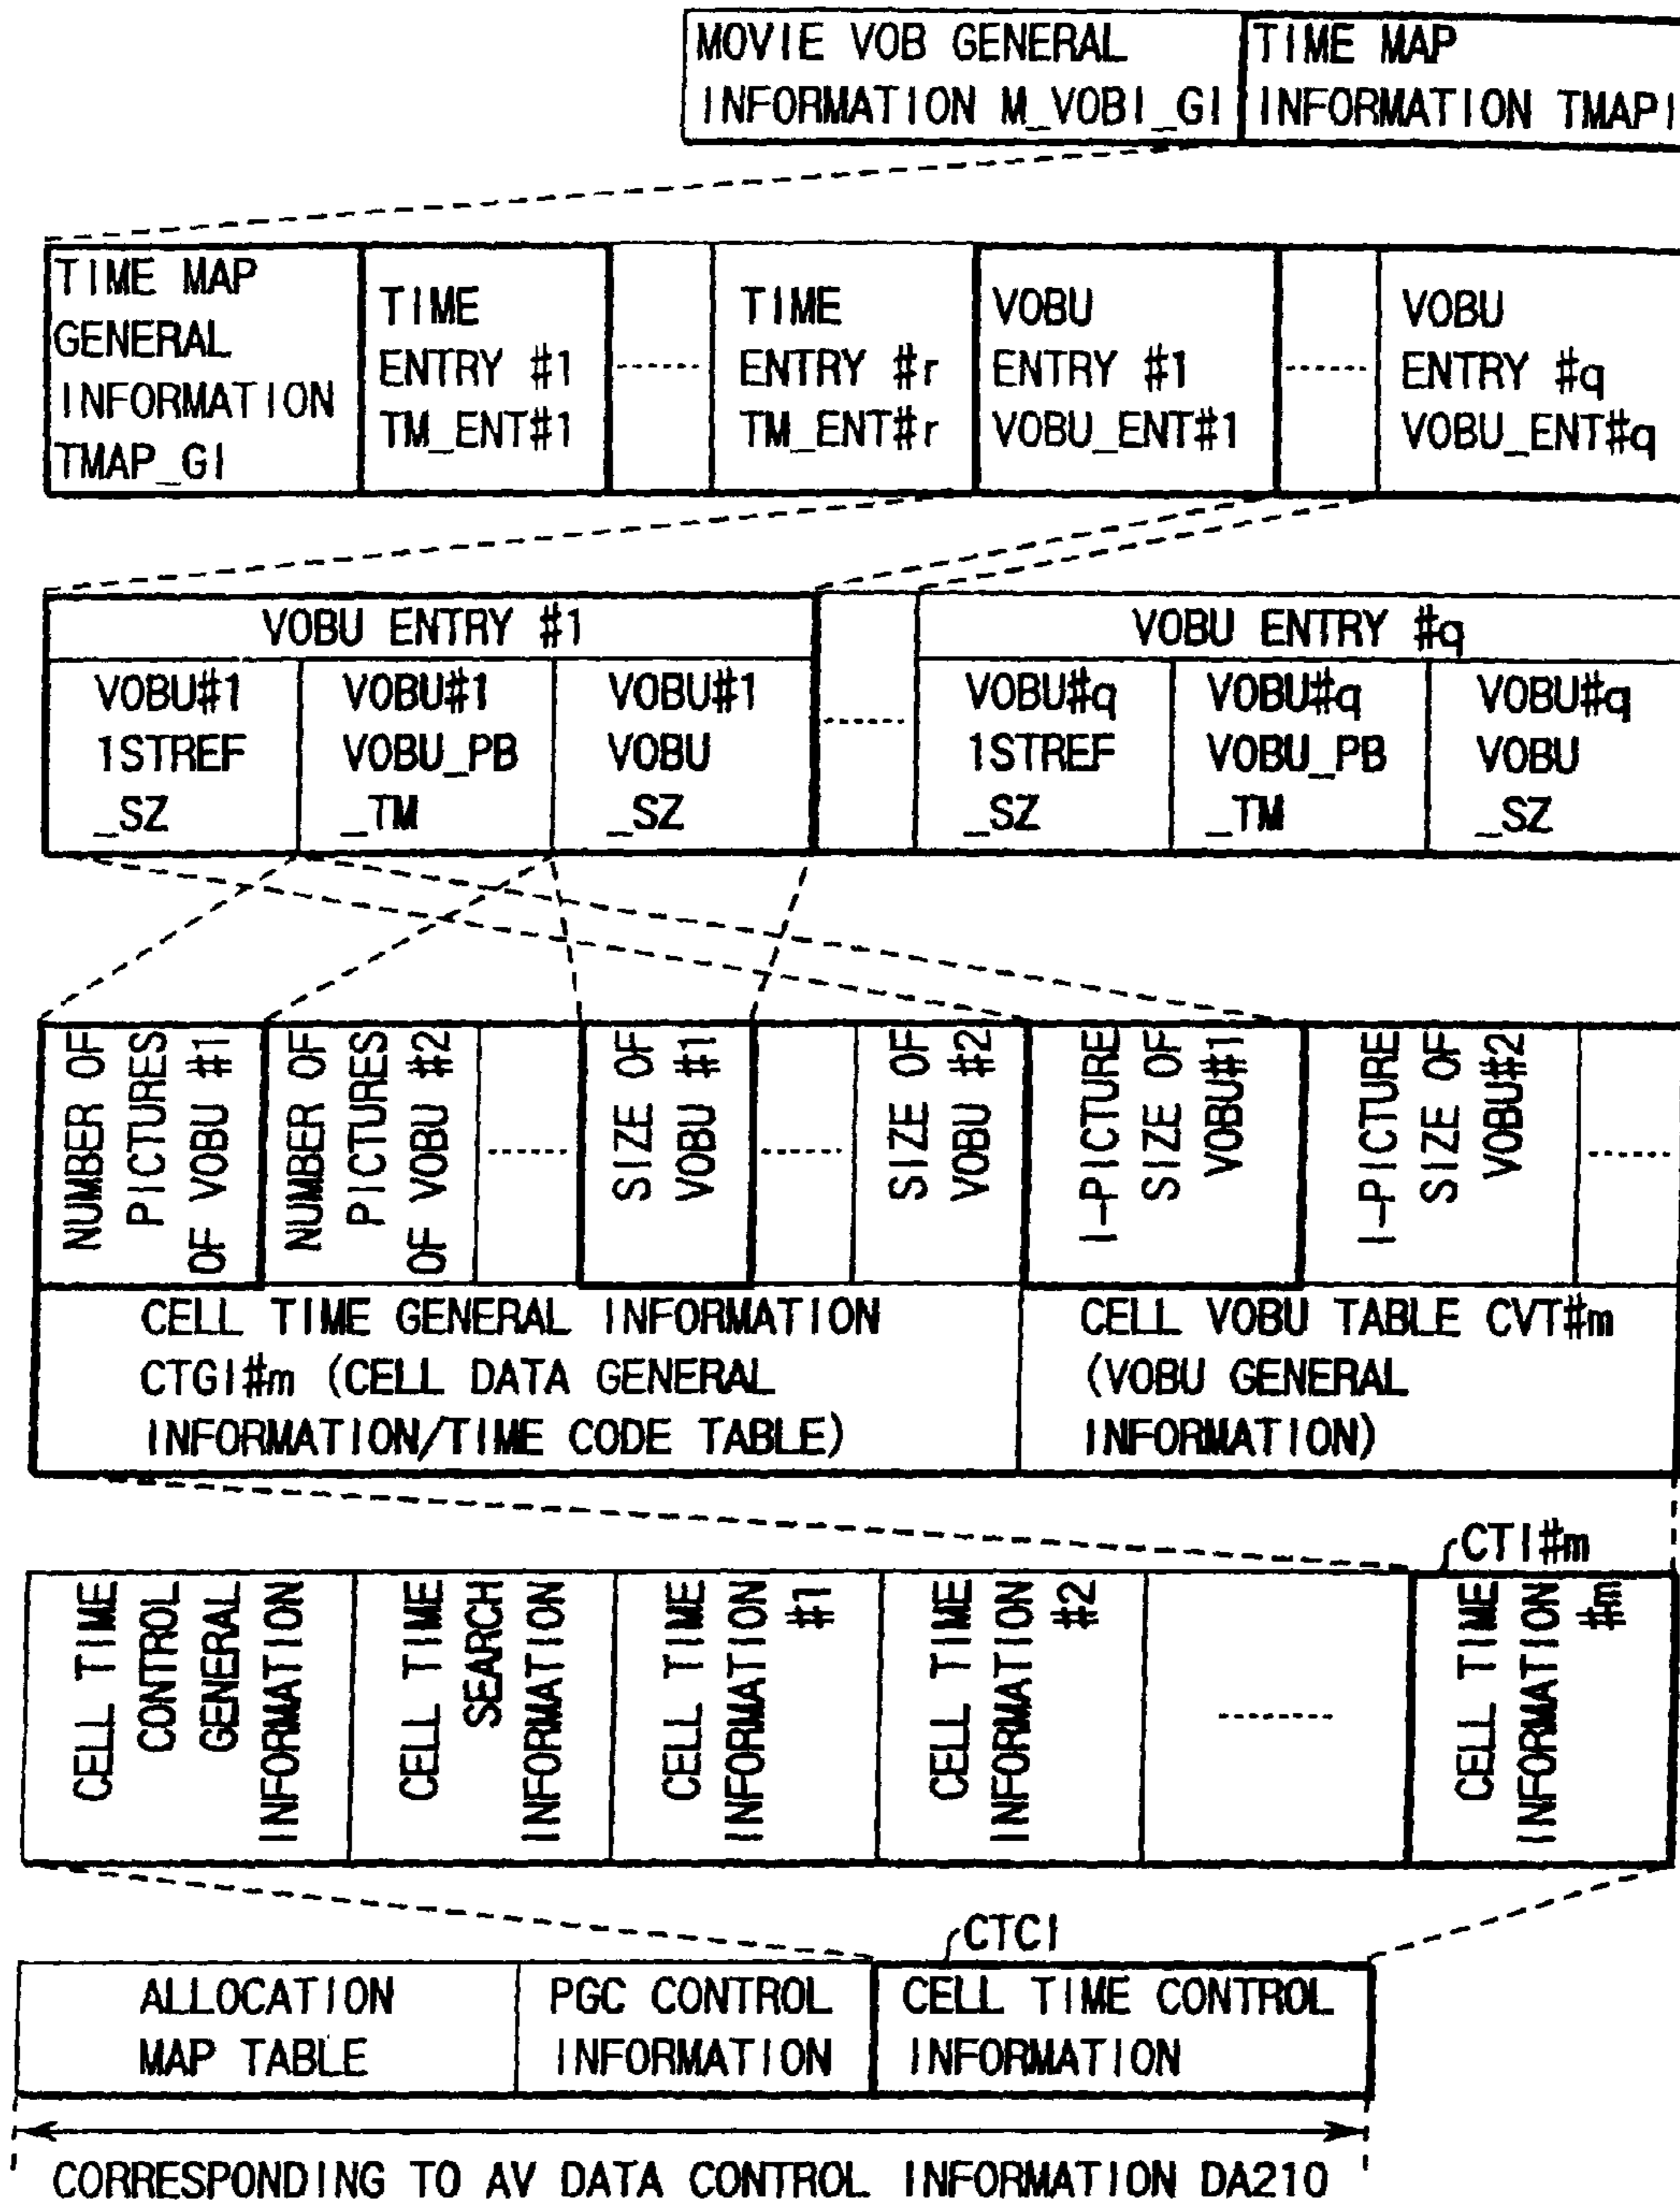 MOVIE VOB GENERAL
INFORMATION M_VOBI_GI
TIME MAP
INFORMATION TMAPI
TIME MAP
GENERAL
INFORMATION
TMAP_GI
TIME
ENTRY #1
TM_ENT#1
TIME
ENTRY #r
TM_ENT#r
VOBU
ENTRY #1
VOBU_ENT#1
VOBU
ENTRY #q
VOBU_ENT#q
VOBU ENTRY #1
VOBU ENTRY #q
VOBU#1
1STREF
_SZ
VOBU#1
VOBU_PB
_TM
VOBU#1
VOBU
_SZ
VOBU#q
1STREF
_SZ
VOBU#q
VOBU_PB
_TM
VOBU#q
VOBU
_SZ
NUMBER OF
PICTURES
OF VOBU #1
NUMBER OF
PICTURES
OF VOBU #2
SIZE OF
VOBU #1
SIZE OF
VOBU #2
I-PICTURE
SIZE OF
VOBU#1
I-PICTURE
SIZE OF
VOBU#2
CELL TIME GENERAL INFORMATION
CTGI#m (CELL DATA GENERAL
INFORMATION/TIME CODE TABLE)
CELL VOBU TABLE CVT#m
(VOBU GENERAL
INFORMATION)
CTI#m
CELL TIME
CONTROL
GENERAL
INFORMATION
CELL TIME
SEARCH
INFORMATION
CELL TIME
INFORMATION
#1
CELL TIME
INFORMATION
#2
CELL TIME
INFORMATION
#m
CTCI
ALLOCATION
MAP TABLE
PGC CONTROL
INFORMATION
CELL TIME CONTROL
INFORMATION
CORRESPONDING TO AV DATA CONTROL INFORMATION DA210